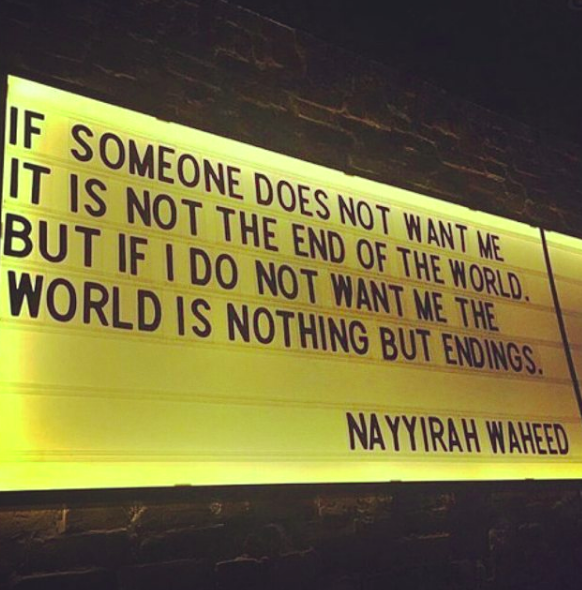 IF SOMEONE DOES NOT WANT ME
IT IS NOT THE END OF THE WORLD.
BUT IF I DO NOT WANT ME THE
WORLD IS NOTHING BUT ENDINGS.
NAYYIRAH WAHEED